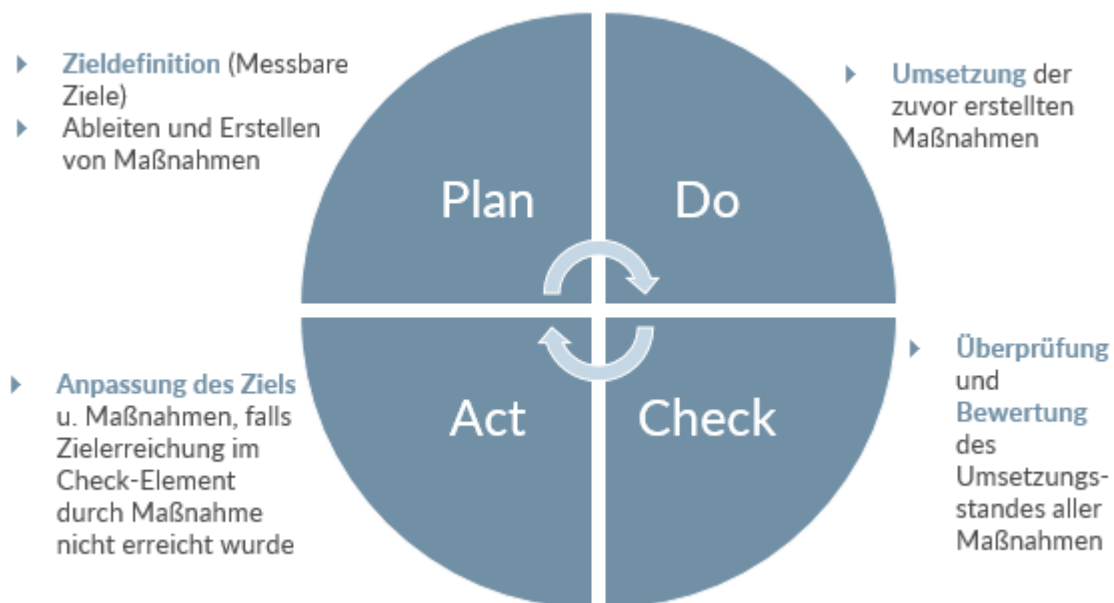 Zieldefinition (Messbare
Ziele)
Ableiten und Erstellen
von Maßnahmen
Plan
Do
Umsetzung der
zuvor erstellten
Maßnahmen
Anpassung des Ziels
u. Maßnahmen, falls
Zielerreichung im
Check-Element
durch Maßnahme
nicht erreicht wurde
Act
Check
Überprüfung
und
Bewertung
des
Umsetzungs-
standes aller
Maßnahmen